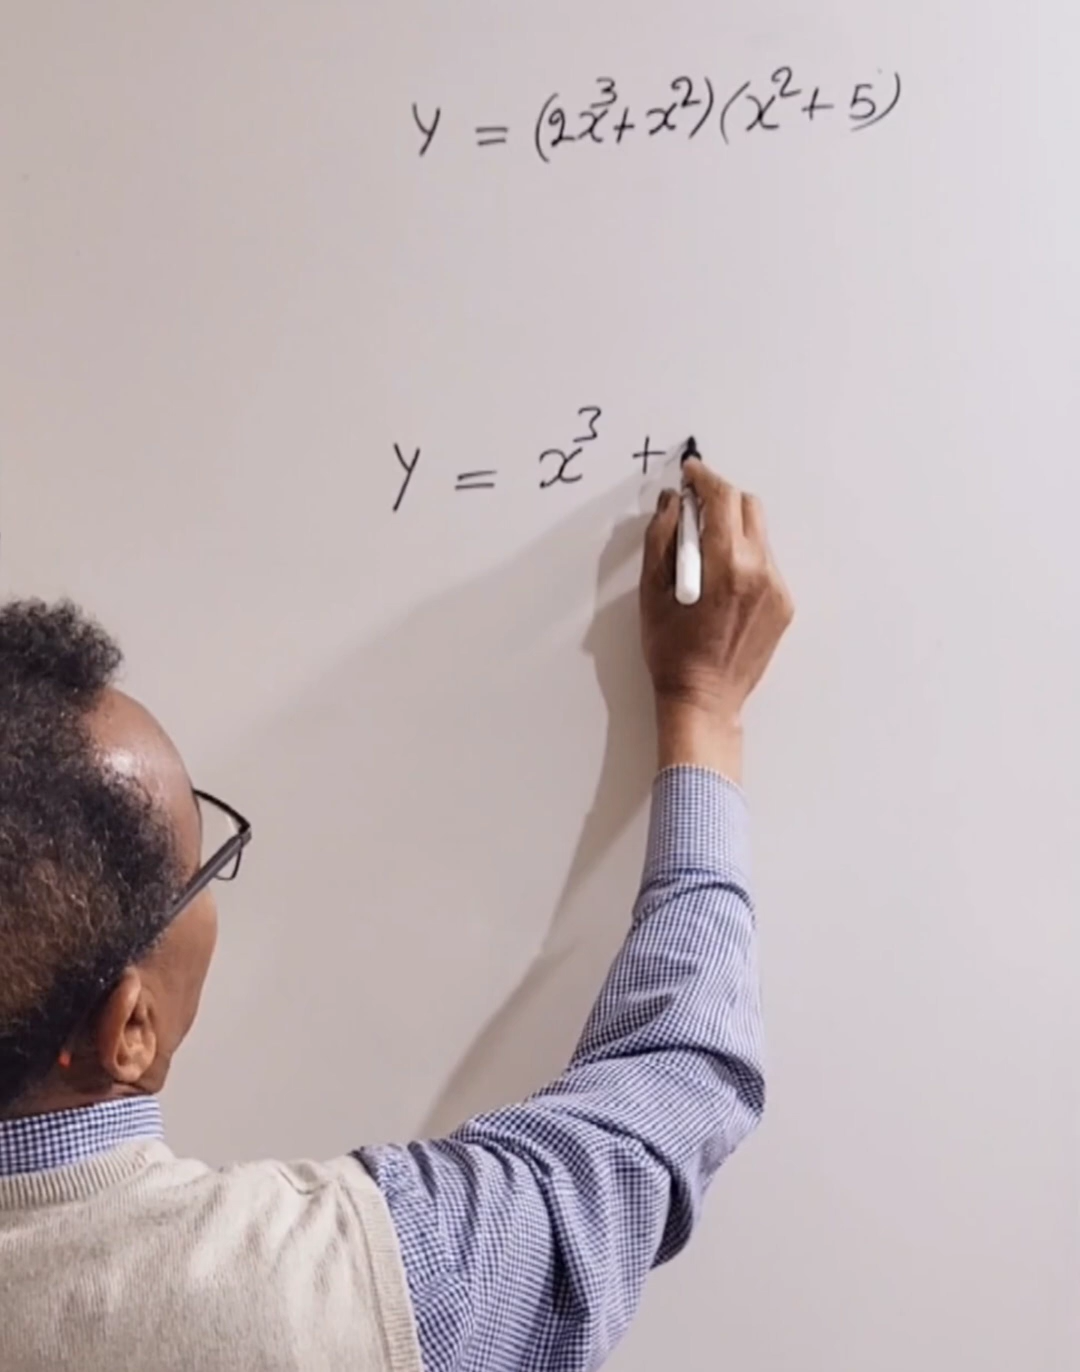 y = (2x³+x²)(x²+5)
y = x³ +